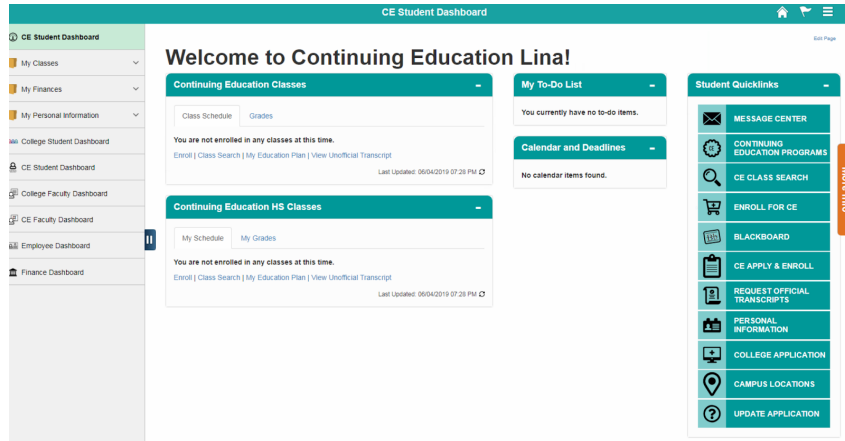 CE Student Dashboard
CE Student Dashboard
My Classes
My Finances
My Personal Information
College Student Dashboard
CE Student Dashboard
College Faculty Dashboard
CE Faculty Dashboard
Employee Dashboard
Finance Dashboard
Edit Page
Welcome to Continuing Education Lina!
Continuing Education Classes
Class Schedule Grades
You are not enrolled in any classes at this time.
Enroll | Class Search | My Education Plan | View Unofficial Transcript
Last Updated: 06/04/2019 07:28 PM
Continuing Education HS Classes
My Schedule My Grades
You are not enrolled in any classes at this time.
Enroll | Class Search | My Education Plan | View Unofficial Transcript
Last Updated: 06/04/2019 07:28 PM
My To-Do List
You currently have no to-do items.
Calendar and Deadlines
No calendar items found.
Student Quicklinks
MESSAGE CENTER
CONTINUING
EDUCATION PROGRAMS
CE CLASS SEARCH
ENROLL FOR CE
BLACKBOARD
CE APPLY & ENROLL
REQUEST OFFICIAL
TRANSCRIPTS
PERSONAL
INFORMATION
COLLEGE APPLICATION
CAMPUS LOCATIONS
UPDATE APPLICATION